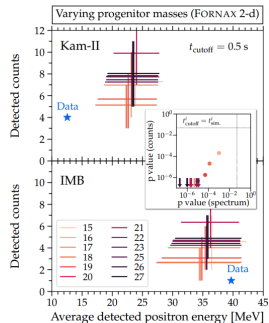 Varying progenitor masses (FORNAX 2-d)
Detected counts
12
10
8
6
4
2
0
Kam-II
t_cutoff = 0.5 s
Data
p value (counts)
10^0
10^-2
10^-4
10^-6
t^i_cutoff = t^i_sim.
10^-6 10^-4 10^-2 10^0
p value (spectrum)
Detected counts
10
8
6
4
2
0
IMB
15 21
16 22
17 23
18 25
19 26
20 27
Data
10 15 20 25 30 35 40 45 50
Average detected positron energy [MeV]